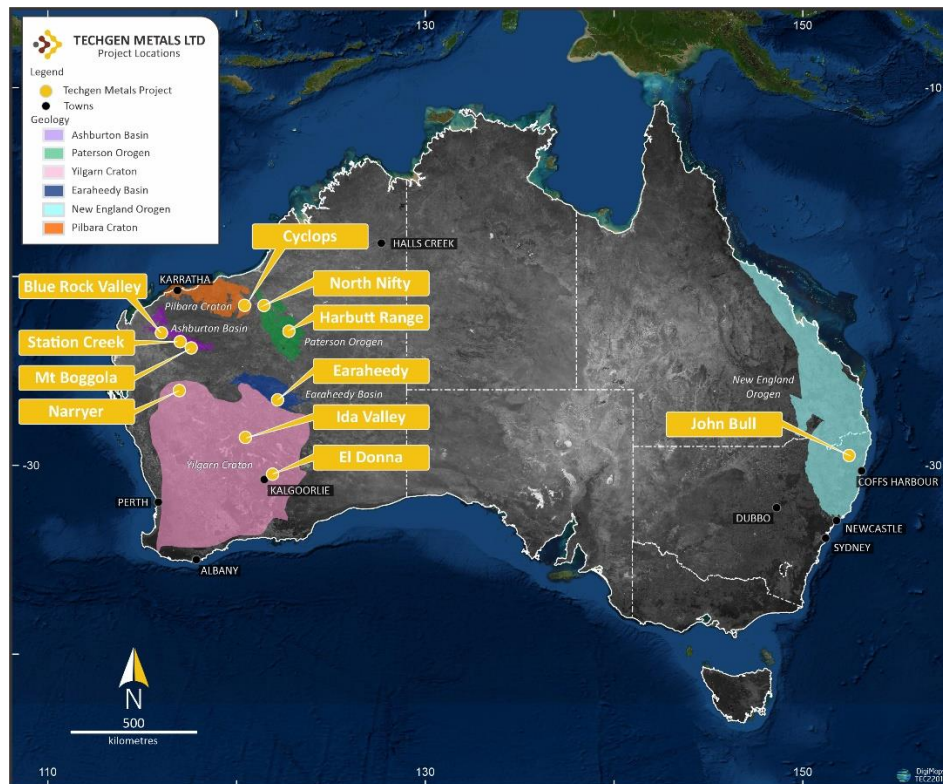 130
150
TECHGEN METALS LTD
Project Locations
Legend
Techgen Metals Project
Towns
Geology
Ashburton Basin
Paterson Orogen
Yilgarn Craton
Earaheedy Basin
New England Orogen
Pilbara Craton
-10
Cyclops
HALLS CREEK
Blue Rock Valley
KARRATHA
North Nifty
Pilbara Craton
Harbutt Range
Ashburton Basin
Station Creek
Paterson Orogen
Mt Boggola
Earaheedy
Narryer
Earaheedy Basin
New England
Orogen
Ida Valley
John Bull
Yilgarn Craton
El Donna
-30
-30
KALGOORLIE
COFFS HARBOUR
PERTH
DUBBO
NEWCASTLE
SYDNEY
ALBANY
N
500
kilometres
110
130
150
DigiMap